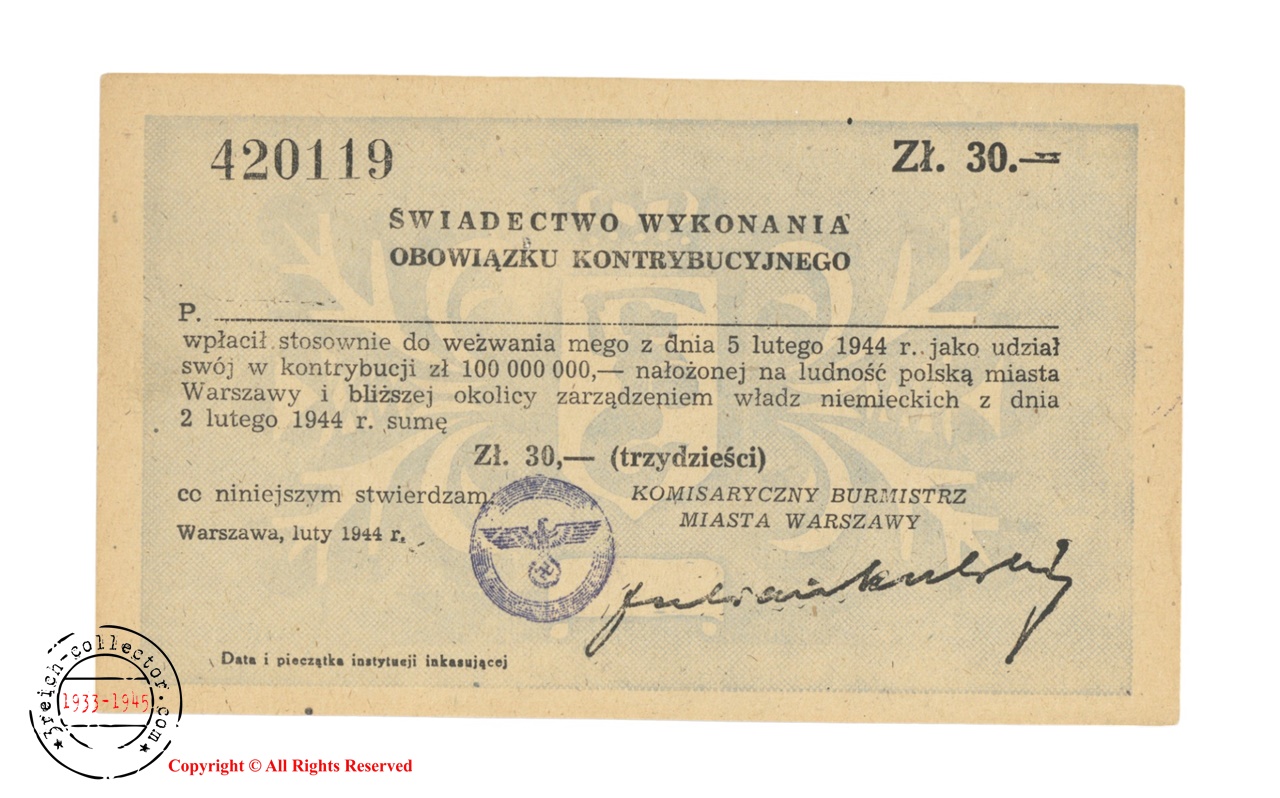 420119
Zł. 30.—
ŚWIADECTWO WYKONANIA
OBOWIĄZKU KONTRYBUCYJNEGO
P.
wpłacił stosownie do wezwania mego z dnia 5 lutego 1944 r. jako udział
swój w kontrybucji zł 100 000 000,— nałożonej na ludność polską miasta
Warszawy i bliższej okolicy zarządzeniem władz niemieckich z dnia
2 lutego 1944 r. sumę
Zł. 30,— (trzydzieści)
co niniejszym stwierdzam.
KOMISARYCZNY BURMISTRZ
MIASTA WARSZAWY
Warszawa, luty 1944 r.
Data i pieczątka instytucji inkasującej
3reich-collector.com
1933-1945
Copyright © All Rights Reserved